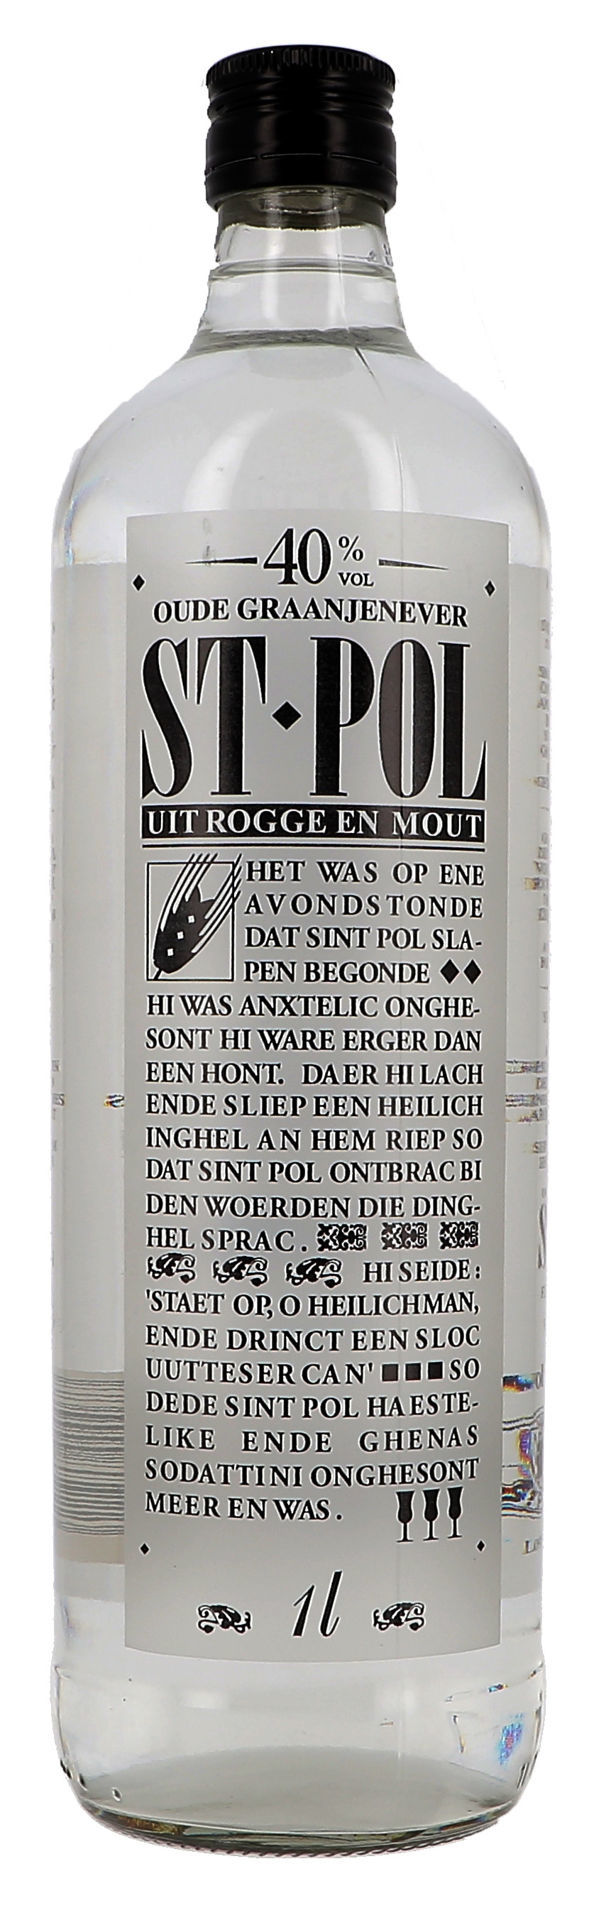 40 % VOL
OUDE GRAANJENEVER
ST·POL
UIT ROGGE EN MOUT
HET WAS OP ENE
AVONDSTONDE
DAT SINT POL SLA-
PEN BEGONDE
HI WAS ANXTELIC ONGHE-
SONT HI WARE ERGER DAN
EEN HONT. DAER HI LACH
ENDE SLIEP EEN HEILICH
INGHEL AN HEM RIEP SO
DAT SINT POL ONTBRAC BI
DEN WOERDEN DIE DING-
HEL SPRAC.
HI SEIDE:
'STAET OP, O HEILICHMAN,
ENDE DRINCT EEN SLOC
UUTTESER CAN' SO
DEDE SINT POL HAESTE-
LIKE ENDE GHENAS
SODATTINI ONGHESONT
MEER EN WAS.
1l